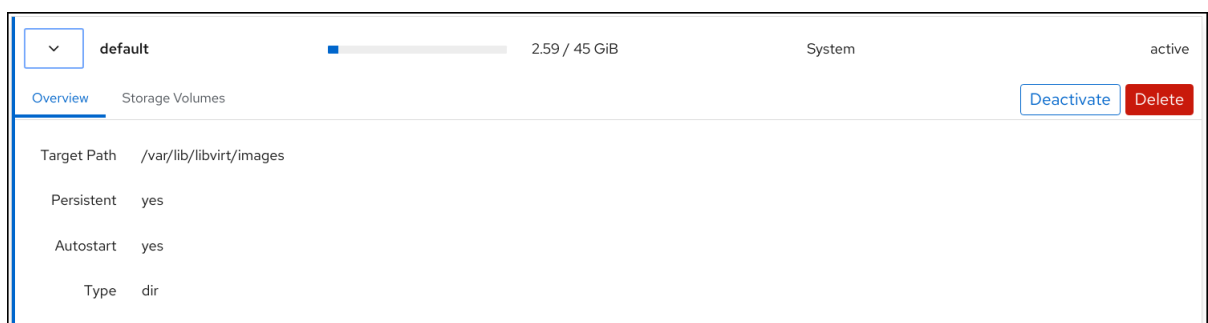 default 2.59 / 45 GiB System active
Overview Storage Volumes Deactivate Delete
Target Path /var/lib/libvirt/images
Persistent yes
Autostart yes
Type dir